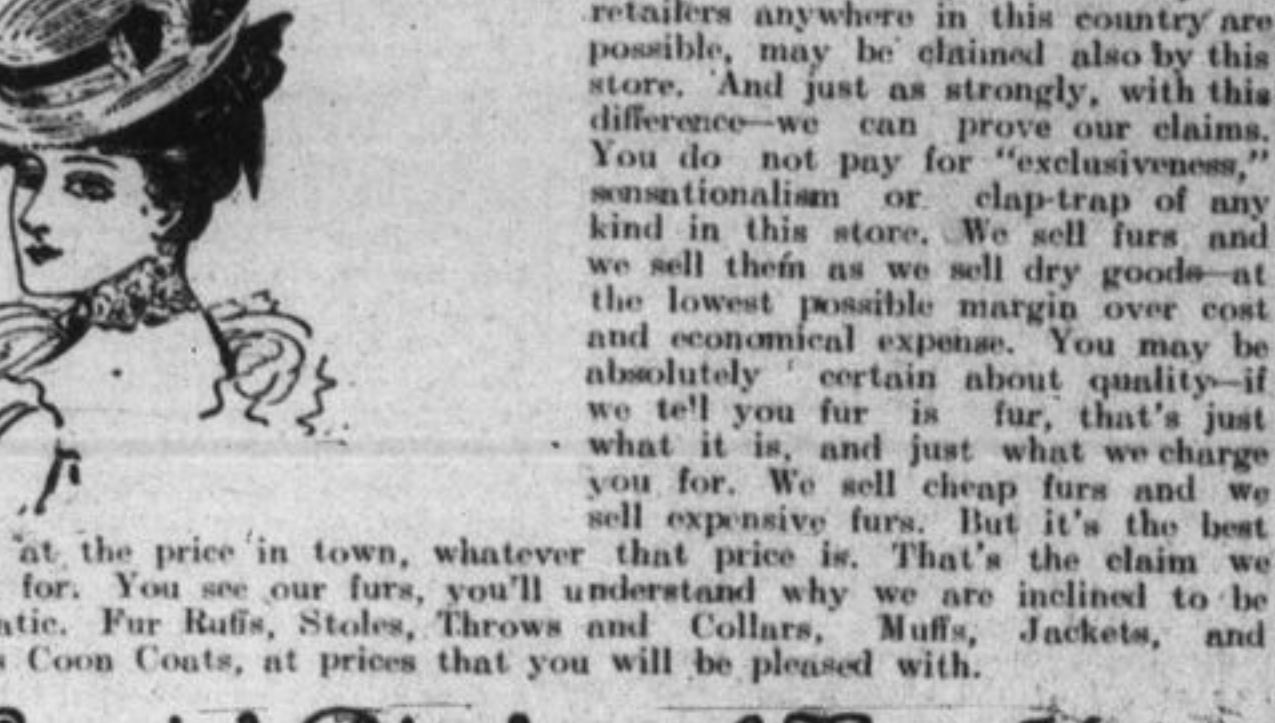 retailers anywhere in this country are
possible, may be claimed also by this
store. And just as strongly, with this
difference—we can prove our claims.
You do not pay for "exclusiveness,"
sensationalism or clap-trap of any
kind in this store. We sell furs and
we sell them as we sell dry goods—at
the lowest possible margin over cost
and economical expense. You may be
absolutely certain about quality—if
we tell you fur is fur, that's just
what it is, and just what we charge
you for. We sell cheap furs and we
sell expensive furs. But it's the best
at the price in town, whatever that price is. That's the claim we
for. You see our furs, you'll understand why we are inclined to be
atic. Fur Ruffs, Stoles, Throws and Collars, Muffs, Jackets, and
s Coon Coats, at prices that you will be pleased with.